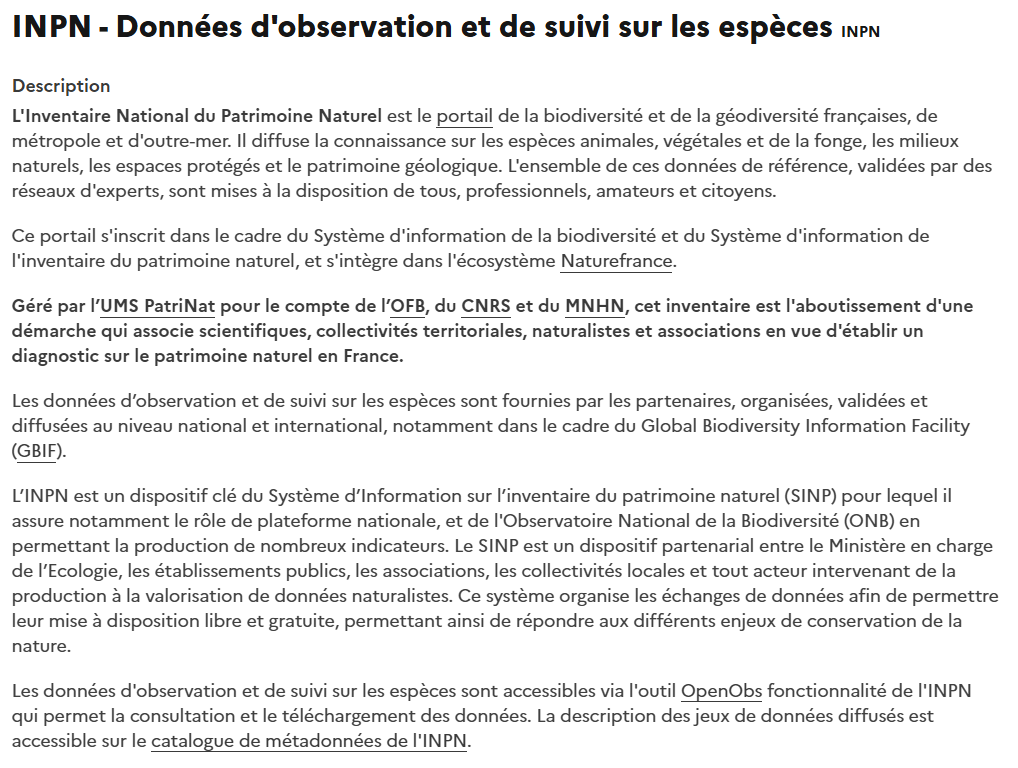 INPN - Données d'observation et de suivi sur les espèces INPN
Description
L'Inventaire National du Patrimoine Naturel est le portail de la biodiversité et de la géodiversité françaises, de
métropole et d'outre-mer. Il diffuse la connaissance sur les espèces animales, végétales et de la fonge, les milieux
naturels, les espaces protégés et le patrimoine géologique. L'ensemble de ces données de référence, validées par des
réseaux d'experts, sont mises à la disposition de tous, professionnels, amateurs et citoyens.
Ce portail s'inscrit dans le cadre du Système d'information de la biodiversité et du Système d'information de
l'inventaire du patrimoine naturel, et s'intègre dans l'écosystème Naturefrance.
Géré par l’UMS PatriNat pour le compte de l’OFB, du CNRS et du MNHN, cet inventaire est l'aboutissement d'une
démarche qui associe scientifiques, collectivités territoriales, naturalistes et associations en vue d'établir un
diagnostic sur le patrimoine naturel en France.
Les données d’observation et de suivi sur les espèces sont fournies par les partenaires, organisées, validées et
diffusées au niveau national et international, notamment dans le cadre du Global Biodiversity Information Facility
(GBIF).
L’INPN est un dispositif clé du Système d’Information sur l’inventaire du patrimoine naturel (SINP) pour lequel il
assure notamment le rôle de plateforme nationale, et de l'Observatoire National de la Biodiversité (ONB) en
permettant la production de nombreux indicateurs. Le SINP est un dispositif partenarial entre le Ministère en charge
de l’Ecologie, les établissements publics, les associations, les collectivités locales et tout acteur intervenant de la
production à la valorisation de données naturalistes. Ce système organise les échanges de données afin de permettre
leur mise à disposition libre et gratuite, permettant ainsi de répondre aux différents enjeux de conservation de la
nature.
Les données d'observation et de suivi sur les espèces sont accessibles via l'outil OpenObs fonctionnalité de l'INPN
qui permet la consultation et le téléchargement des données. La description des jeux de données diffusés est
accessible sur le catalogue de métadonnées de l'INPN.